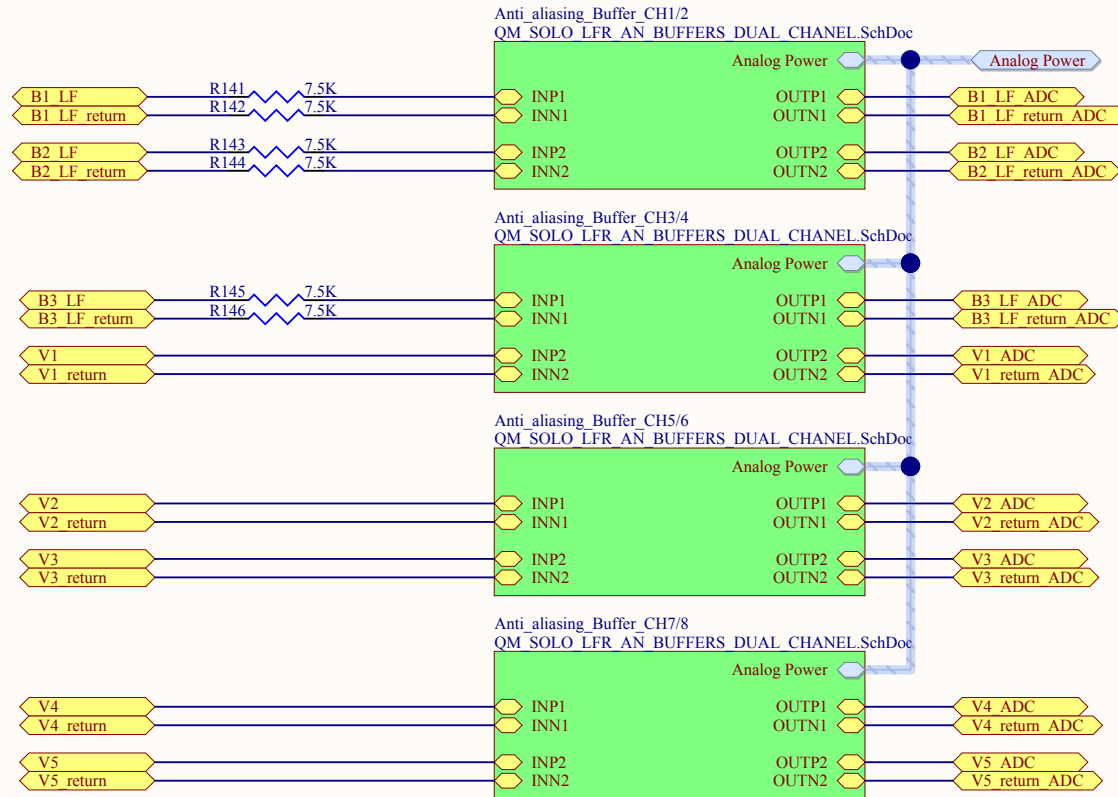 Anti_aliasing_Buffer_CH1/2
QM_SOLO_LFR_AN_BUFFERS_DUAL_CHANEL.SchDoc
Analog Power Analog Power
B1_LF R141 7.5K INP1 OUTP1 B1_LF_ADC
B1_LF_return R142 7.5K INN1 OUTN1 B1_LF_return_ADC
B2_LF R143 7.5K INP2 OUTP2 B2_LF_ADC
B2_LF_return R144 7.5K INN2 OUTN2 B2_LF_return_ADC
Anti_aliasing_Buffer_CH3/4
QM_SOLO_LFR_AN_BUFFERS_DUAL_CHANEL.SchDoc
Analog Power
B3_LF R145 7.5K INP1 OUTP1 B3_LF_ADC
B3_LF_return R146 7.5K INN1 OUTN1 B3_LF_return_ADC
V1 INP2 OUTP2 V1_ADC
V1_return INN2 OUTN2 V1_return_ADC
Anti_aliasing_Buffer_CH5/6
QM_SOLO_LFR_AN_BUFFERS_DUAL_CHANEL.SchDoc
Analog Power
V2 INP1 OUTP1 V2_ADC
V2_return INN1 OUTN1 V2_return_ADC
V3 INP2 OUTP2 V3_ADC
V3_return INN2 OUTN2 V3_return_ADC
Anti_aliasing_Buffer_CH7/8
QM_SOLO_LFR_AN_BUFFERS_DUAL_CHANEL.SchDoc
Analog Power
V4 INP1 OUTP1 V4_ADC
V4_return INN1 OUTN1 V4_return_ADC
V5 INP2 OUTP2 V5_ADC
V5_return INN2 OUTN2 V5_return_ADC